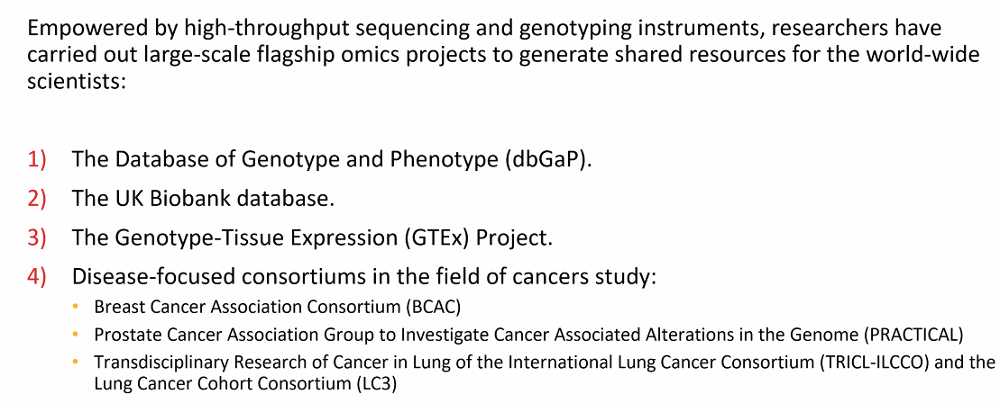 Empowered by high-throughput sequencing and genotyping instruments, researchers have
carried out large-scale flagship omics projects to generate shared resources for the world-wide
scientists:
1) The Database of Genotype and Phenotype (dbGaP).
2) The UK Biobank database.
3) The Genotype-Tissue Expression (GTEx) Project.
4) Disease-focused consortiums in the field of cancers study:
• Breast Cancer Association Consortium (BCAC)
• Prostate Cancer Association Group to Investigate Cancer Associated Alterations in the Genome (PRACTICAL)
• Transdisciplinary Research of Cancer in Lung of the International Lung Cancer Consortium (TRICL-ILCCO) and the
Lung Cancer Cohort Consortium (LC3)